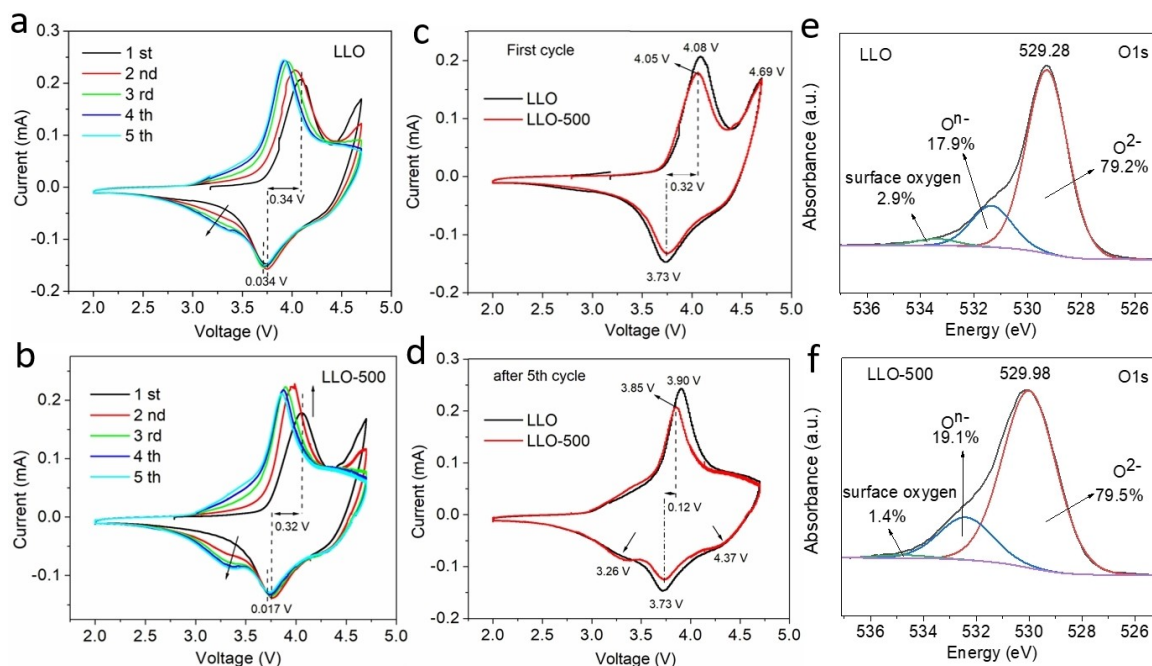 a
LLO
1 st
2 nd
3 rd
4 th
5 th
0.34 V
0.034 V
0.3
0.2
0.1
0.0
-0.1
-0.2
Current (mA)
2.0 2.5 3.0 3.5 4.0 4.5 5.0
Voltage (V)
b
LLO-500
1 st
2 nd
3 rd
4 th
5 th
0.32 V
0.017 V
0.3
0.2
0.1
0.0
-0.1
Current (mA)
2.0 2.5 3.0 3.5 4.0 4.5 5.0
Voltage (V)
c
First cycle
4.08 V
4.05 V
4.69 V
LLO
LLO-500
0.32 V
3.73 V
0.3
0.2
0.1
0.0
-0.1
-0.2
Current (mA)
2.0 2.5 3.0 3.5 4.0 4.5 5.0
Voltage (V)
d
after 5th cycle
3.85 V
3.90 V
LLO
LLO-500
0.12 V
4.37 V
3.26 V
3.73 V
0.3
0.2
0.1
0.0
-0.1
-0.2
Current (mA)
2.0 2.5 3.0 3.5 4.0 4.5 5.0
Voltage (V)
e
529.28
O1s
LLO
Oⁿ⁻
17.9%
O²⁻
79.2%
surface oxygen
2.9%
Absorbance (a.u.)
536 534 532 530 528 526
Energy (eV)
f
529.98
O1s
LLO-500
Oⁿ⁻
19.1%
O²⁻
79.5%
surface oxygen
1.4%
Absorbance (a.u.)
536 534 532 530 528 526
Energy (eV)